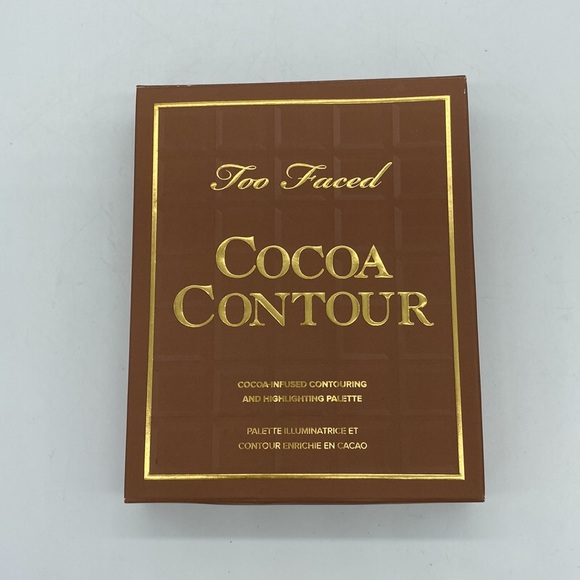 Too Faced
COCOA
CONTOUR
COCOA-INFUSED CONTOURING
AND HIGHLIGHTING PALETTE
PALETTE ILLUMINATRICE ET
CONTOUR ENRICHIE EN CACAO